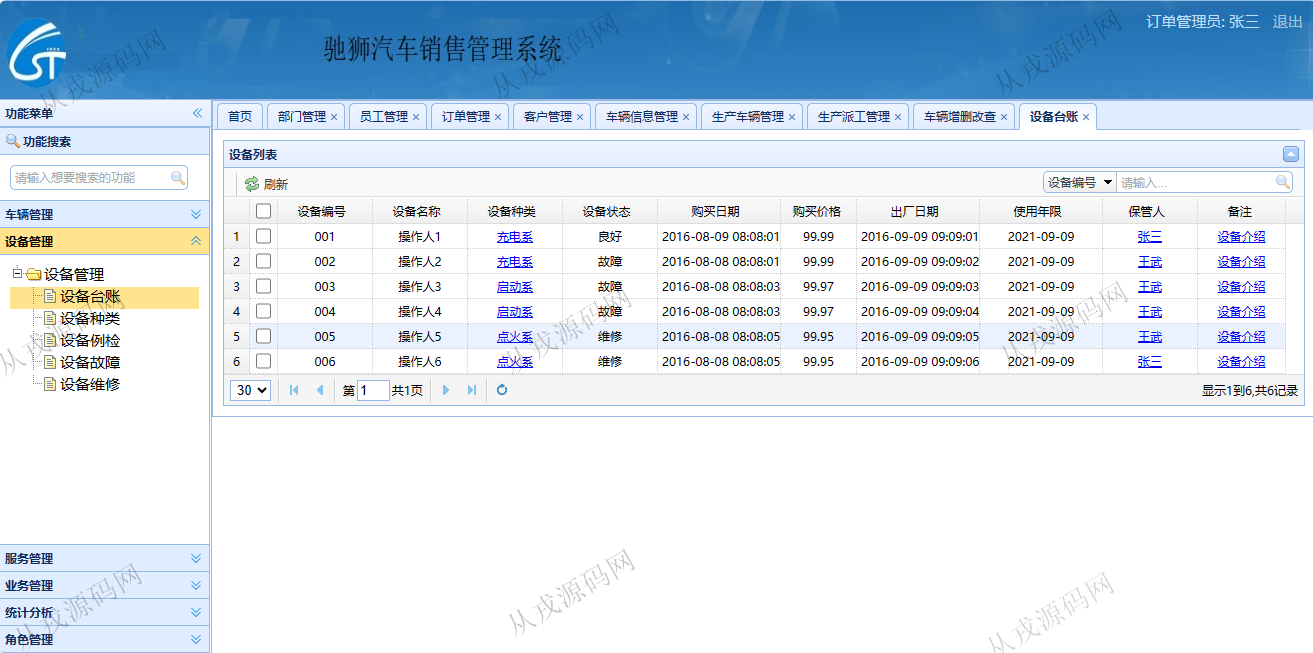 订单管理员: 张三 退出
驰狮汽车销售管理系统
功能菜单
首页 部门管理 员工管理 订单管理 客户管理 车辆信息管理 生产车辆管理 生产派工管理 车辆增删改查 设备台账
功能搜索
请输入想要搜索的功能
车辆管理
设备管理
设备管理
设备台账
设备种类
设备例检
设备故障
设备维修
服务管理
业务管理
统计分析
角色管理
设备列表
刷新 设备编号 请输入...
设备编号 设备名称 设备种类 设备状态 购买日期 购买价格 出厂日期 使用年限 保管人 备注
1 001 操作人1 充电系 良好 2016-08-09 08:08:01 99.99 2016-09-09 09:09:01 2021-09-09 张三 设备介绍
2 002 操作人2 充电系 故障 2016-08-09 08:08:01 99.99 2016-09-09 09:09:02 2021-09-09 王武 设备介绍
3 003 操作人3 启动系 故障 2016-08-08 08:08:03 99.97 2016-09-09 09:09:03 2021-09-09 王武 设备介绍
4 004 操作人4 启动系 故障 2016-08-08 08:08:03 99.97 2016-09-09 09:09:04 2021-09-09 王武 设备介绍
5 005 操作人5 点火系 维修 2016-08-08 08:08:05 99.95 2016-09-09 09:09:05 2021-09-09 王武 设备介绍
6 006 操作人6 点火系 维修 2016-08-08 08:08:05 99.95 2016-09-09 09:09:06 2021-09-09 张三 设备介绍
30 第 1 共1页 显示1到6,共6记录
从戎源码网
从戎源码网
从戎源码网
从戎源码网
从戎源码网
从戎源码网
从戎源码网
从戎源码网
从戎源码网